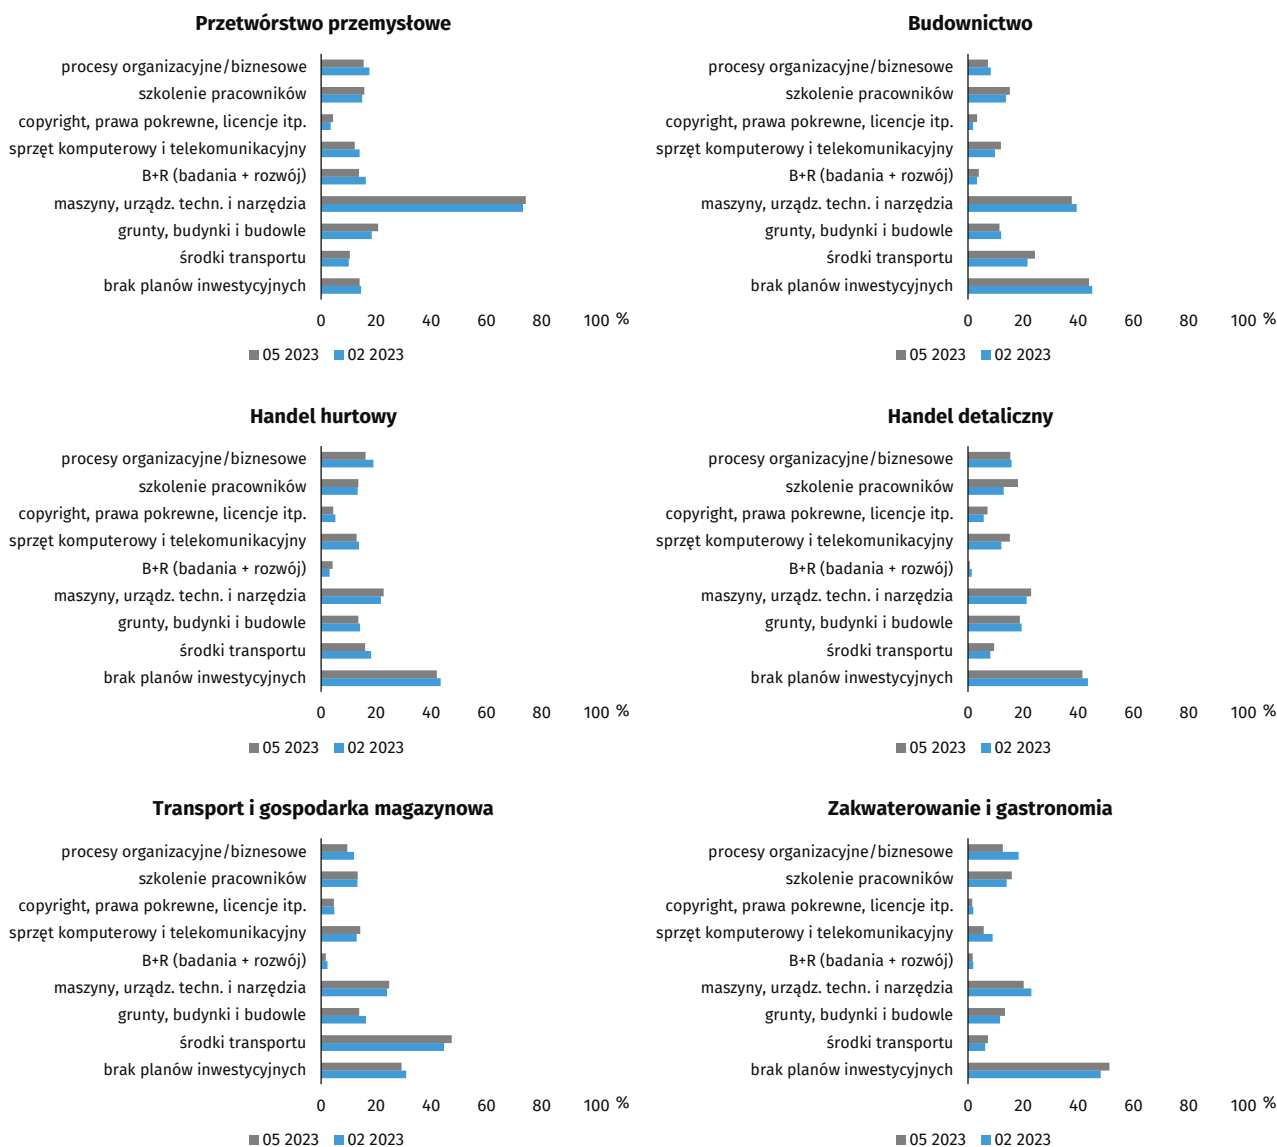 Przetwórstwo przemysłowe
procesy organizacyjne/biznesowe
szkolenie pracowników
copyright, prawa pokrewne, licencje itp.
sprzęt komputerowy i telekomunikacyjny
B+R (badania + rozwój)
maszyny, urządz. techn. i narzędzia
grunty, budynki i budowle
środki transportu
brak planów inwestycyjnych
0 20 40 60 80 100 %
05 2023 02 2023
Budownictwo
procesy organizacyjne/biznesowe
szkolenie pracowników
copyright, prawa pokrewne, licencje itp.
sprzęt komputerowy i telekomunikacyjny
B+R (badania + rozwój)
maszyny, urządz. techn. i narzędzia
grunty, budynki i budowle
środki transportu
brak planów inwestycyjnych
0 20 40 60 80 100 %
05 2023 02 2023
Handel hurtowy
procesy organizacyjne/biznesowe
szkolenie pracowników
copyright, prawa pokrewne, licencje itp.
sprzęt komputerowy i telekomunikacyjny
B+R (badania + rozwój)
maszyny, urządz. techn. i narzędzia
grunty, budynki i budowle
środki transportu
brak planów inwestycyjnych
0 20 40 60 80 100 %
05 2023 02 2023
Handel detaliczny
procesy organizacyjne/biznesowe
szkolenie pracowników
copyright, prawa pokrewne, licencje itp.
sprzęt komputerowy i telekomunikacyjny
B+R (badania + rozwój)
maszyny, urządz. techn. i narzędzia
grunty, budynki i budowle
środki transportu
brak planów inwestycyjnych
0 20 40 60 80 100 %
05 2023 02 2023
Transport i gospodarka magazynowa
procesy organizacyjne/biznesowe
szkolenie pracowników
copyright, prawa pokrewne, licencje itp.
sprzęt komputerowy i telekomunikacyjny
B+R (badania + rozwój)
maszyny, urządz. techn. i narzędzia
grunty, budynki i budowle
środki transportu
brak planów inwestycyjnych
0 20 40 60 80 100 %
05 2023 02 2023
Zakwaterowanie i gastronomia
procesy organizacyjne/biznesowe
szkolenie pracowników
copyright, prawa pokrewne, licencje itp.
sprzęt komputerowy i telekomunikacyjny
B+R (badania + rozwój)
maszyny, urządz. techn. i narzędzia
grunty, budynki i budowle
środki transportu
brak planów inwestycyjnych
0 20 40 60 80 100 %
05 2023 02 2023